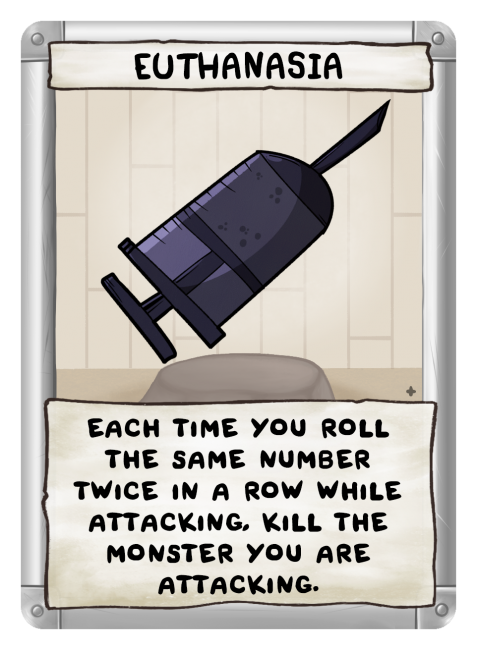 EUTHANASIA
EACH TIME YOU ROLL
THE SAME NUMBER
TWICE IN A ROW WHILE
ATTACKING, KILL THE
MONSTER YOU ARE
ATTACKING.